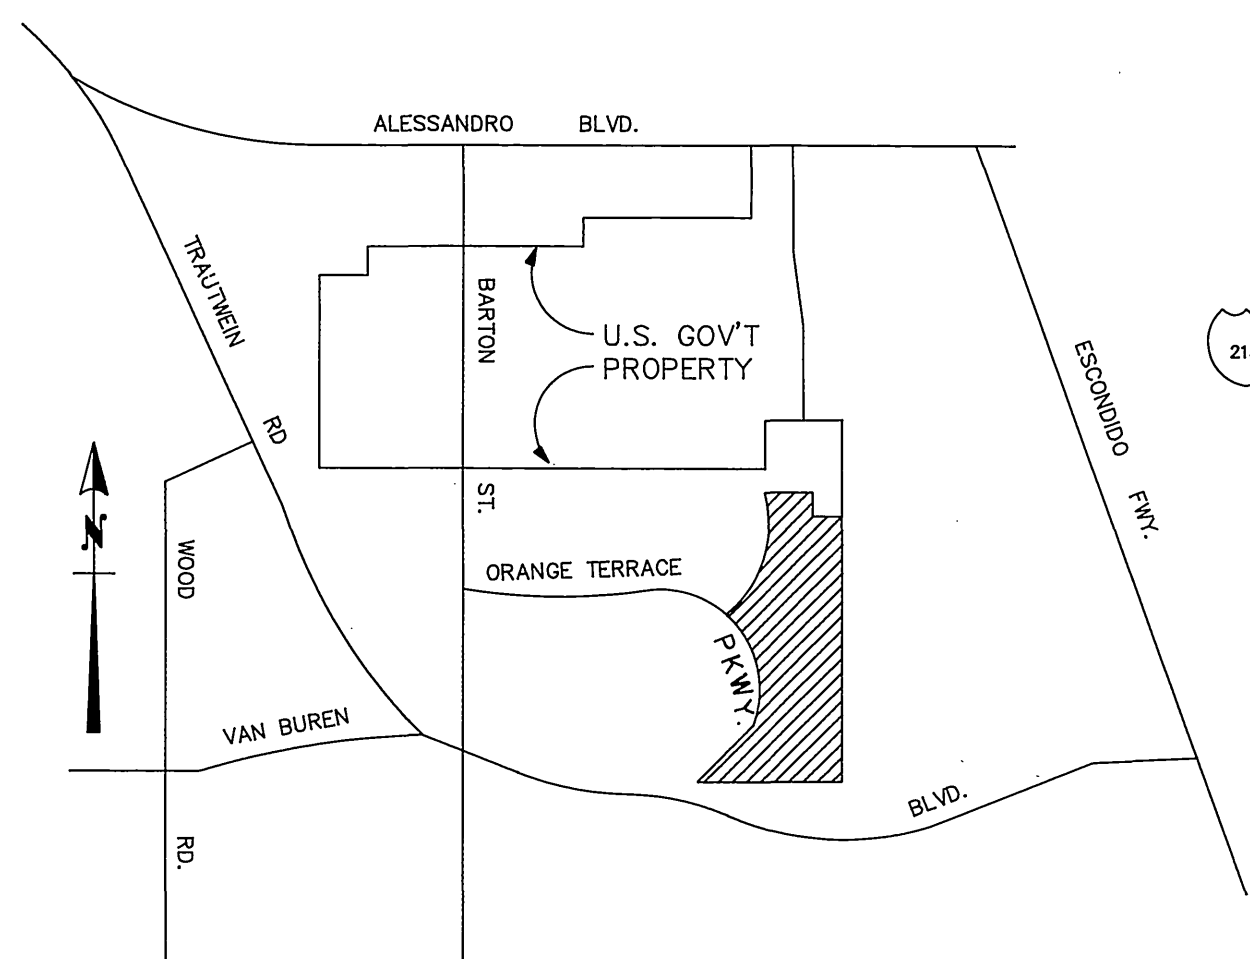 ALESSANDRO BLVD.
TRAUTWEIN RD
BARTON ST.
U.S. GOV'T
PROPERTY
ESCONDIDO FWY.
N
WOOD RD.
ORANGE TERRACE PKWY.
VAN BUREN BLVD.